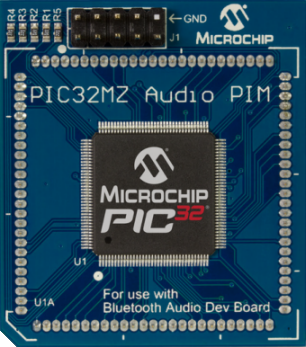 R4
R3
R2
R1
R5
GND
J1
MICROCHIP
PIC32MZ Audio PIM
MICROCHIP
PIC32
U1
U1A
For use with
Bluetooth Audio Dev Board